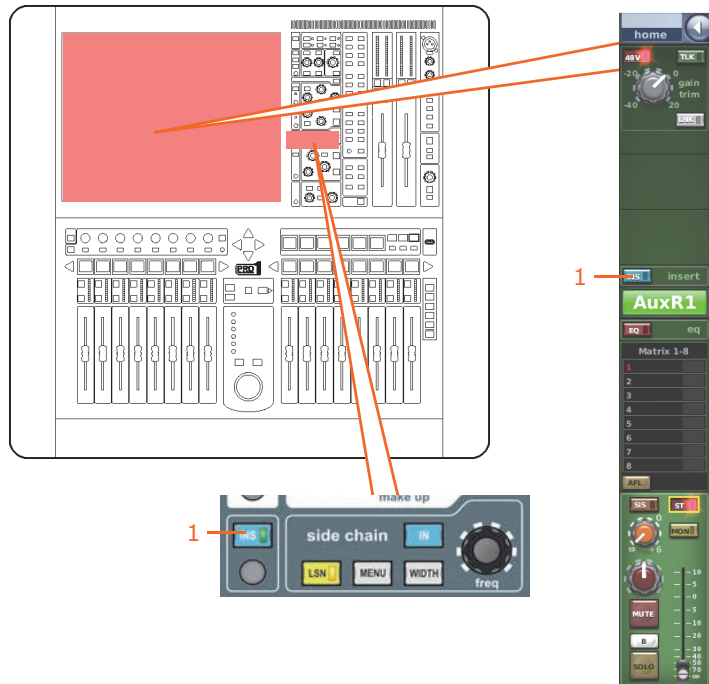 home
48V
TLK
-20
0
gain
trim
-40
20
LNK
1
INS
insert
AuxR1
EQ
eq
Matrix 1-8
1
2
3
4
5
6
7
8
AFL
SIS
ST
0
MON
∞
+6
10
5
0
5
10
20
30
40
50
70
∞
MUTE
B
SOLO
PRO1
make up
1
INS
side chain
IN
LSN
MENU
WIDTH
freq